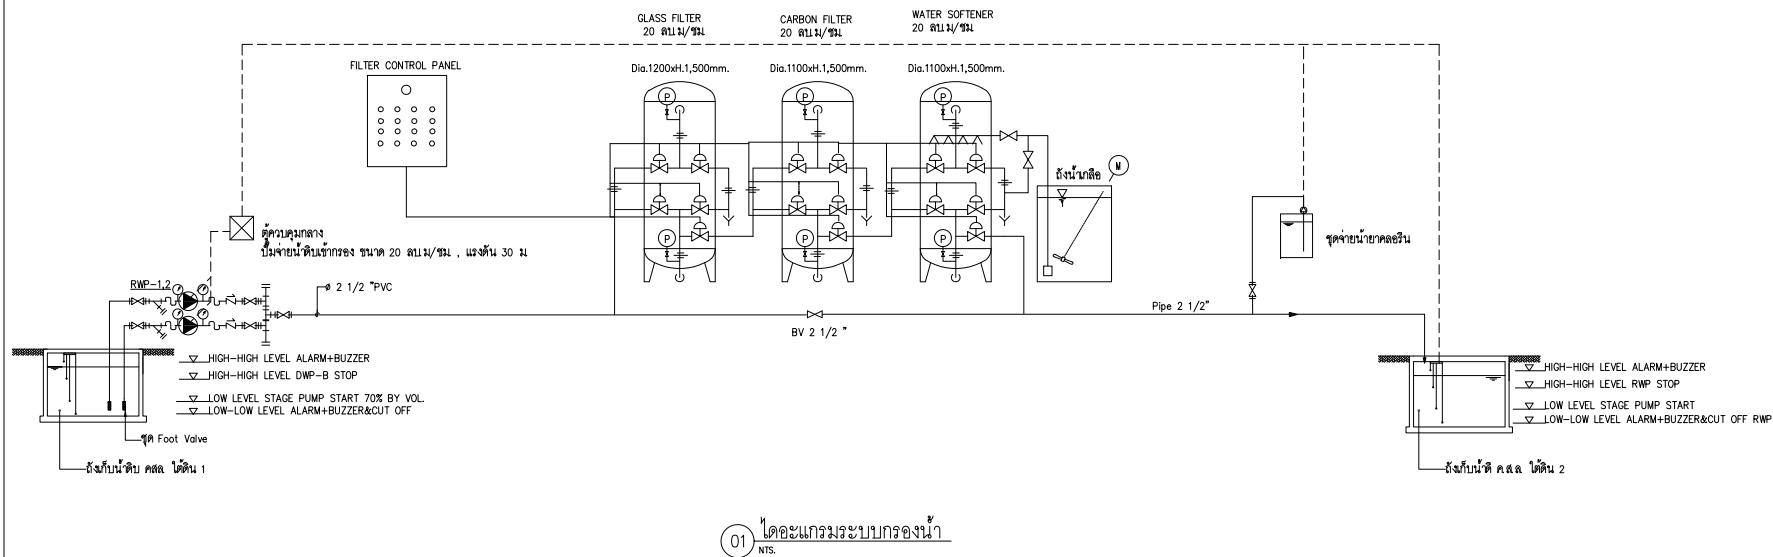 GLASS FILTER
20 ลบ.ม/ชม.
CARBON FILTER
20 ลบ.ม/ชม.
WATER SOFTENER
20 ลบ.ม/ชม.
FILTER CONTROL PANEL
Dia.1200xH.1,500mm.
Dia.1100xH.1,500mm.
Dia.1100xH.1,500mm.
P
P
P
ถังน้ำเกลือ
M
ตู้ควบคุมกลาง
ปั๊มจ่ายน้ำดิบเข้ากรอง ขนาด 20 ลบ.ม/ชม , แรงดัน 30 ม
P
P
P
ชุดจ่ายน้ำยาคลอรีน
RWP-1,2
ø 2 1/2 "PVC
BV 2 1/2 "
Pipe 2 1/2"
HIGH-HIGH LEVEL ALARM+BUZZER
HIGH-HIGH LEVEL DWP-B STOP
LOW LEVEL STAGE PUMP START 70% BY VOL.
LOW-LOW LEVEL ALARM+BUZZER&CUT OFF
ชุด Foot Valve
ถังเก็บน้ำดิบ คสล. ใต้ดิน 1
HIGH-HIGH LEVEL ALARM+BUZZER
HIGH-HIGH LEVEL RWP STOP
LOW LEVEL STAGE PUMP START
LOW-LOW LEVEL ALARM+BUZZER&CUT OFF RWP
ถังเก็บน้ำดี ค.ส.ล. ใต้ดิน 2
01 ไดอะแกรมระบบกรองน้ำ
NTS.